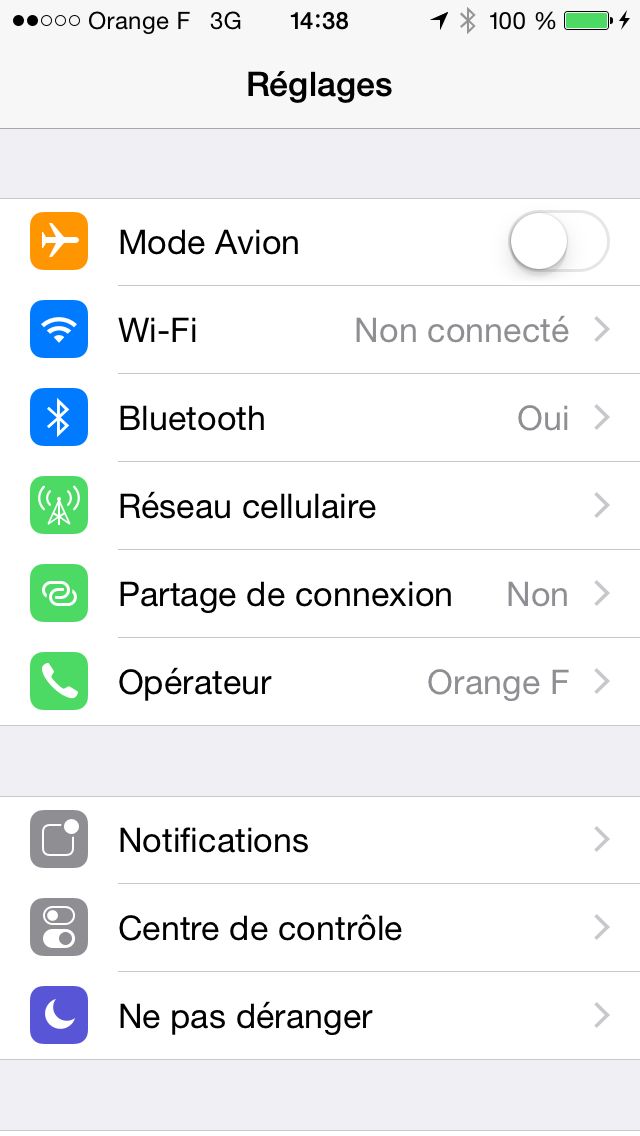 Orange F 3G 14:38 100 %
Réglages
Mode Avion
Wi-Fi Non connecté
Bluetooth Oui
Réseau cellulaire
Partage de connexion Non
Opérateur Orange F
Notifications
Centre de contrôle
Ne pas déranger